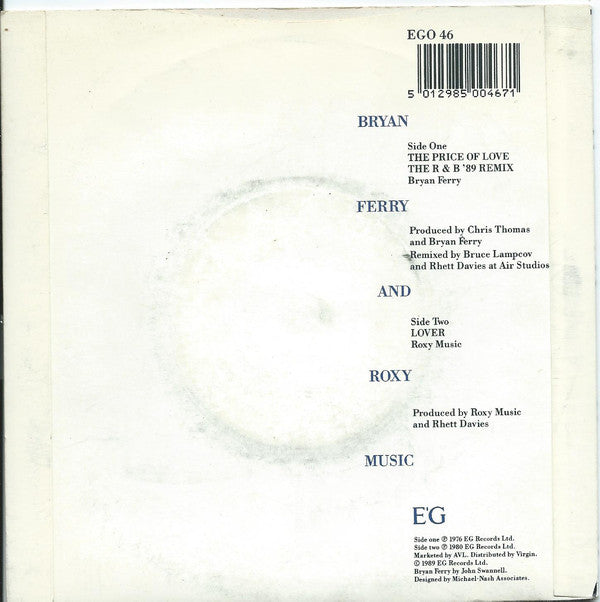 EGO 46
5 012985 004671
BRYAN
Side One
THE PRICE OF LOVE
THE R & B '89 REMIX
Bryan Ferry
FERRY
Produced by Chris Thomas
and Bryan Ferry
Remixed by Bruce Lampcov
and Rhett Davies at Air Studios
AND
Side Two
LOVER
Roxy Music
ROXY
Produced by Roxy Music
and Rhett Davies
MUSIC
E'G
Side one ℗ 1976 EG Records Ltd.
Side two ℗ 1980 EG Records Ltd.
Marketed by AVL. Distributed by Virgin.
© 1989 EG Records Ltd.
Bryan Ferry by John Swannell.
Designed by Michael-Nash Associates.